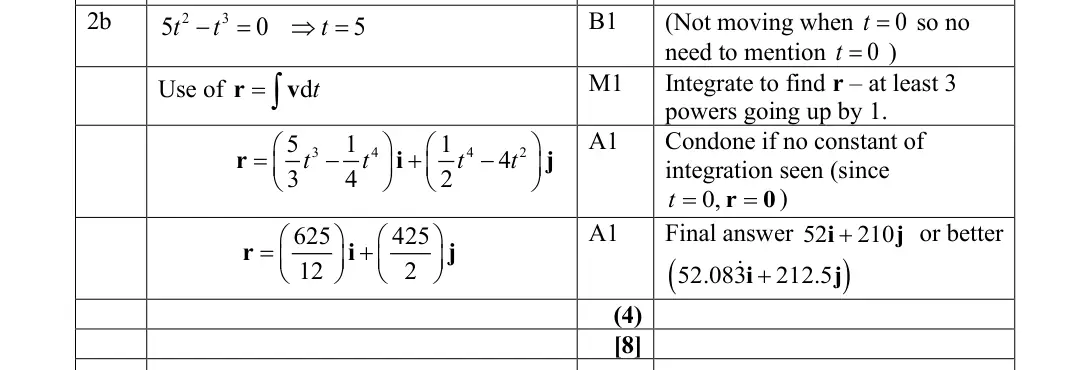 2b 5t² − t³ = 0 ⇒ t = 5 B1 (Not moving when t = 0 so no
need to mention t = 0 )
Use of r = ∫ vdt M1 Integrate to find r – at least 3
powers going up by 1.
r = (5/3 t³ − 1/4 t⁴) i + (1/2 t⁴ − 4t²) j A1 Condone if no constant of
integration seen (since
t = 0, r = 0)
r = (625/12) i + (425/2) j A1 Final answer 52i + 210j or better
(52.083̇i + 212.5j)
(4)
[8]